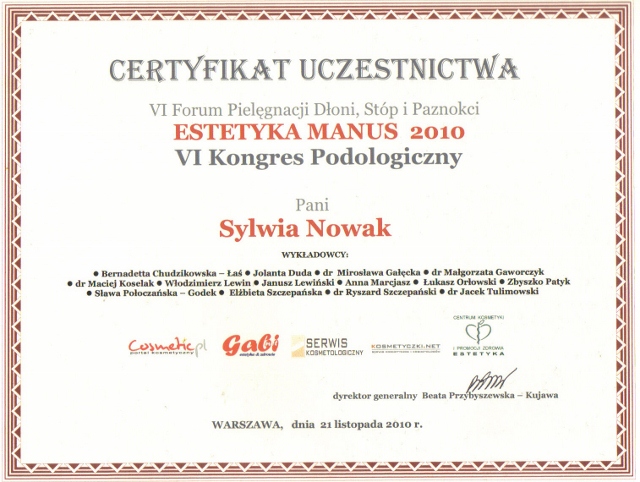 CERTYFIKAT UCZESTNICTWA
VI Forum Pielęgnacji Dłoni, Stóp i Paznokci
ESTETYKA MANUS 2010
VI Kongres Podologiczny
Pani
Sylwia Nowak
WYKŁADOWCY:
• Bernadetta Chudzikowska – Łaś • Jolanta Duda • dr Mirosława Gałęcka • dr Małgorzata Gaworczyk
• dr Maciej Koselak • Włodzimierz Lewin • Janusz Lewiński • Anna Marcjasz • Łukasz Orłowski • Zbyszko Patyk
• Sława Połoczańska – Godek • Elżbieta Szczepańska • dr Ryszard Szczepański • dr Jacek Tulimowski
Cosmetic.pl
portal kosmetyczny
Gabi
SERWIS
KOSMETOLOGICZNY
KOSMETYCZKI.NET
CENTRUM KOSMETYKI
I PROMOCJI ZDROWIA
ESTETYKA
dyrektor generalny Beata Przybyszewska – Kujawa
WARSZAWA, dnia 21 listopada 2010 r.